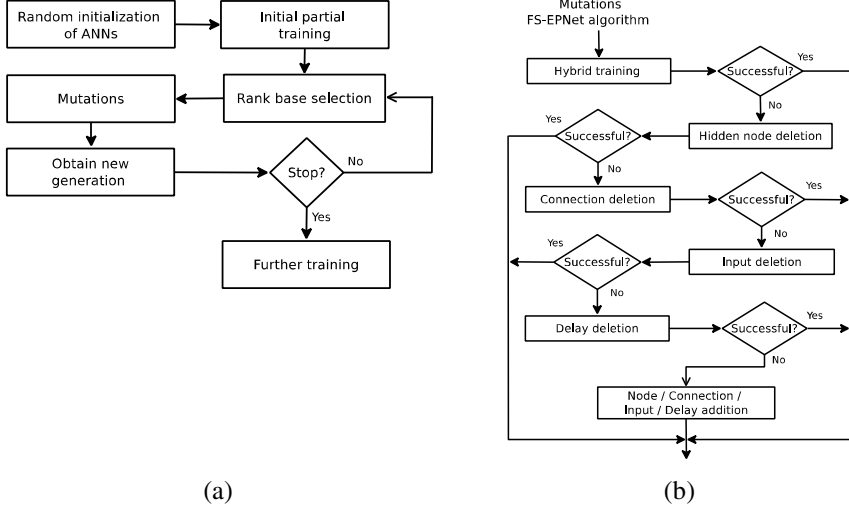 Random initialization
of ANNs
Initial partial
training
Mutations
Rank base selection
Obtain new
generation
Stop?
No
Yes
Further training
(a)
Mutations
FS-EPNet algorithm
Hybrid training
Successful?
Yes
No
Hidden node deletion
Successful?
Yes
No
Connection deletion
Successful?
Yes
No
Input deletion
Successful?
Yes
No
Delay deletion
Successful?
Yes
No
Node / Connection /
Input / Delay addition
(b)